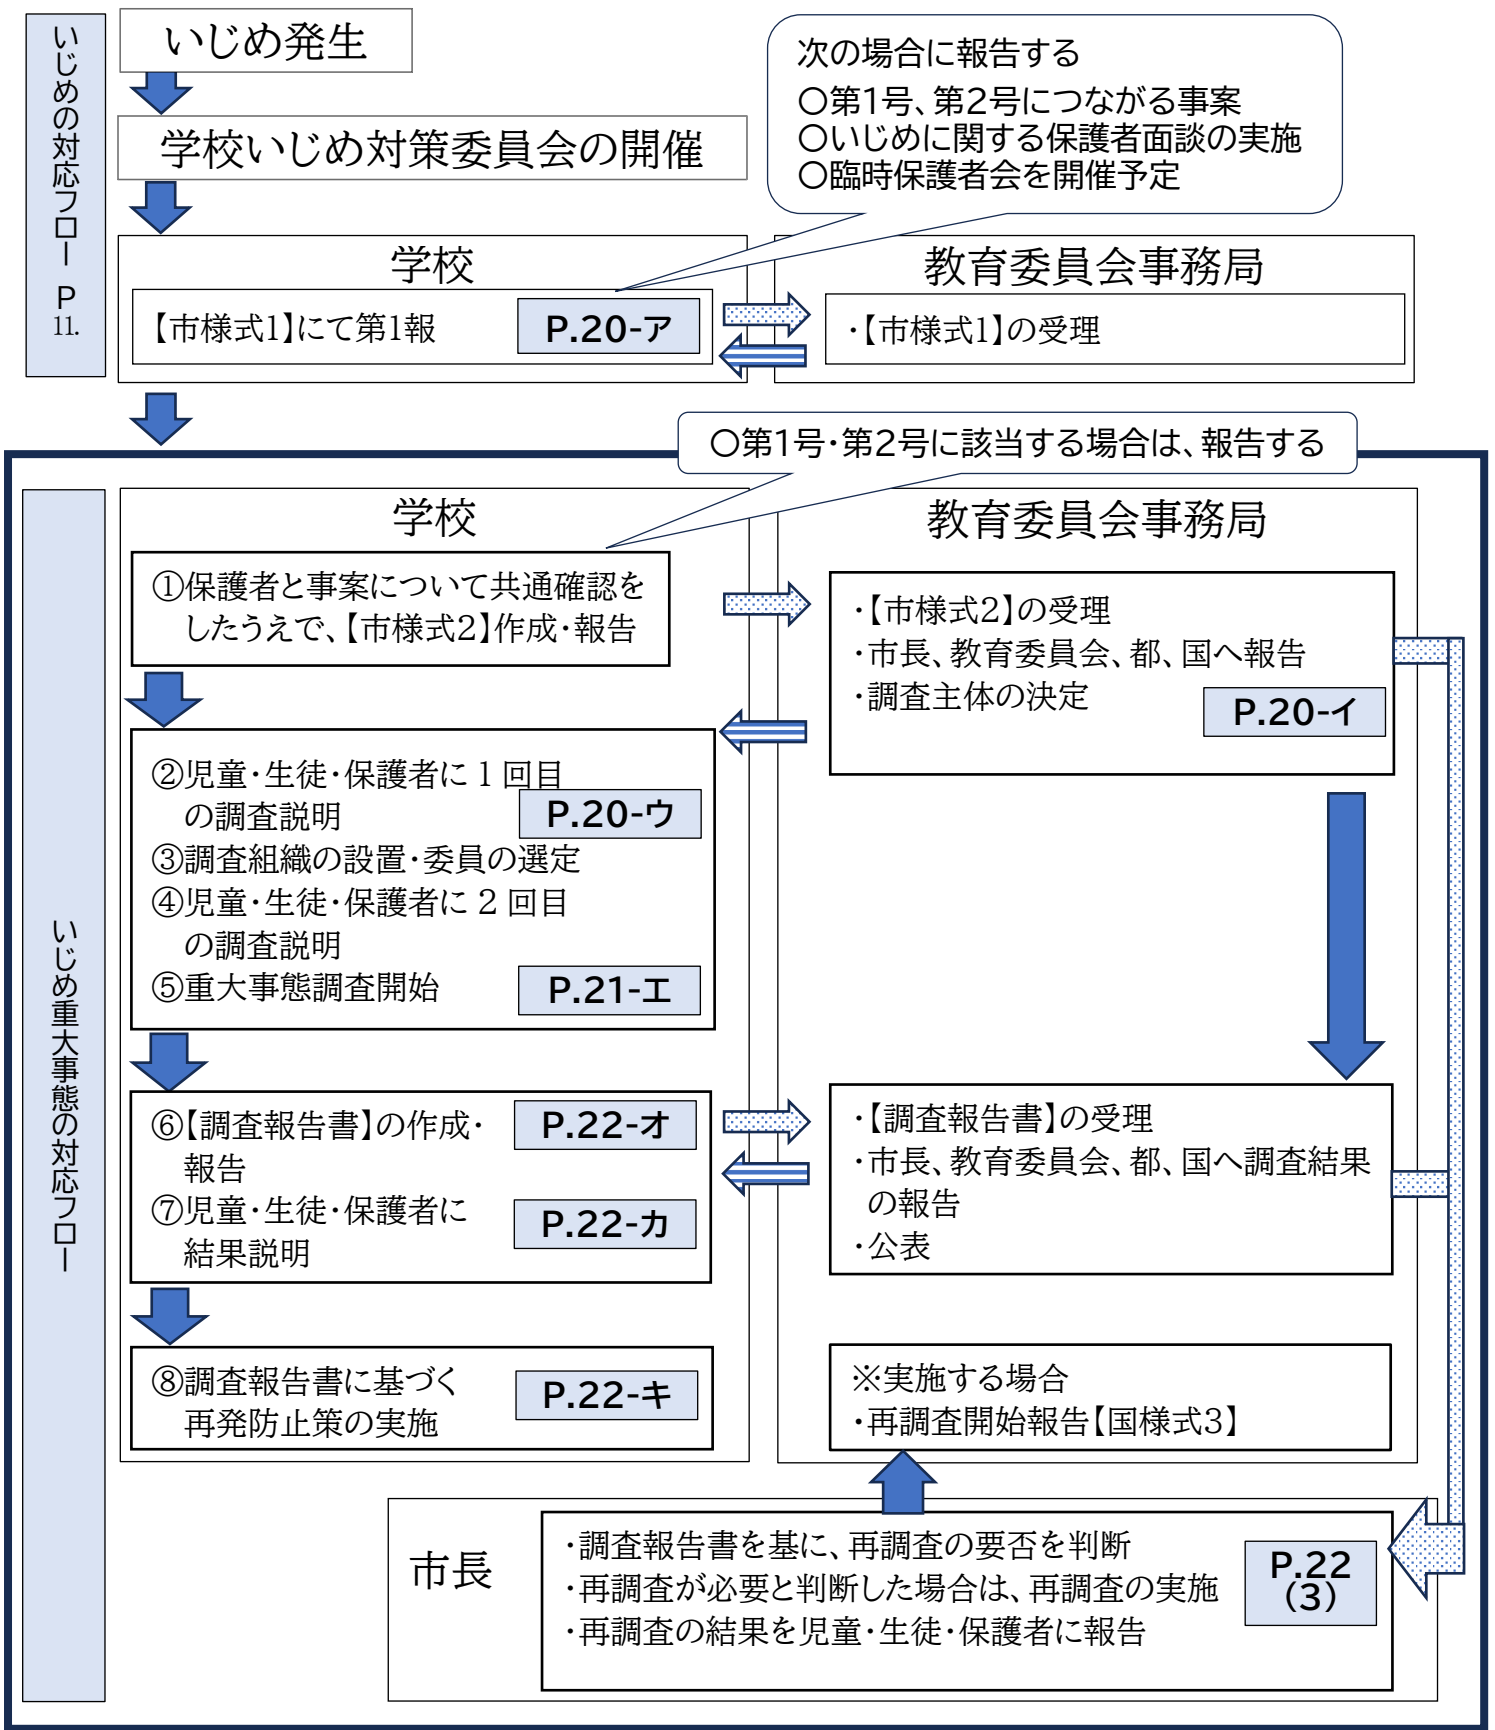 いじめの対応フロー P11.
いじめ発生
学校いじめ対策委員会の開催
次の場合に報告する
○第1号、第2号につながる事案
○いじめに関する保護者面談の実施
○臨時保護者会を開催予定
学校
【市様式1】にて第1報
P.20-ア
教育委員会事務局
・【市様式1】の受理
○第1号・第2号に該当する場合は、報告する
いじめ重大事態の対応フロー
学校
①保護者と事案について共通確認を
したうえで、【市様式2】作成・報告
教育委員会事務局
・【市様式2】の受理
・市長、教育委員会、都、国へ報告
・調査主体の決定
P.20-イ
②児童・生徒・保護者に1回目
の調査説明
P.20-ウ
③調査組織の設置・委員の選定
④児童・生徒・保護者に2回目
の調査説明
⑤重大事態調査開始
P.21-エ
⑥【調査報告書】の作成・
報告
P.22-オ
⑦児童・生徒・保護者に
結果説明
P.22-カ
・【調査報告書】の受理
・市長、教育委員会、都、国へ調査結果
の報告
・公表
⑧調査報告書に基づく
再発防止策の実施
P.22-キ
※実施する場合
・再調査開始報告【国様式3】
市長
・調査報告書を基に、再調査の要否を判断
・再調査が必要と判断した場合は、再調査の実施
・再調査の結果を児童・生徒・保護者に報告
P.22
(3)